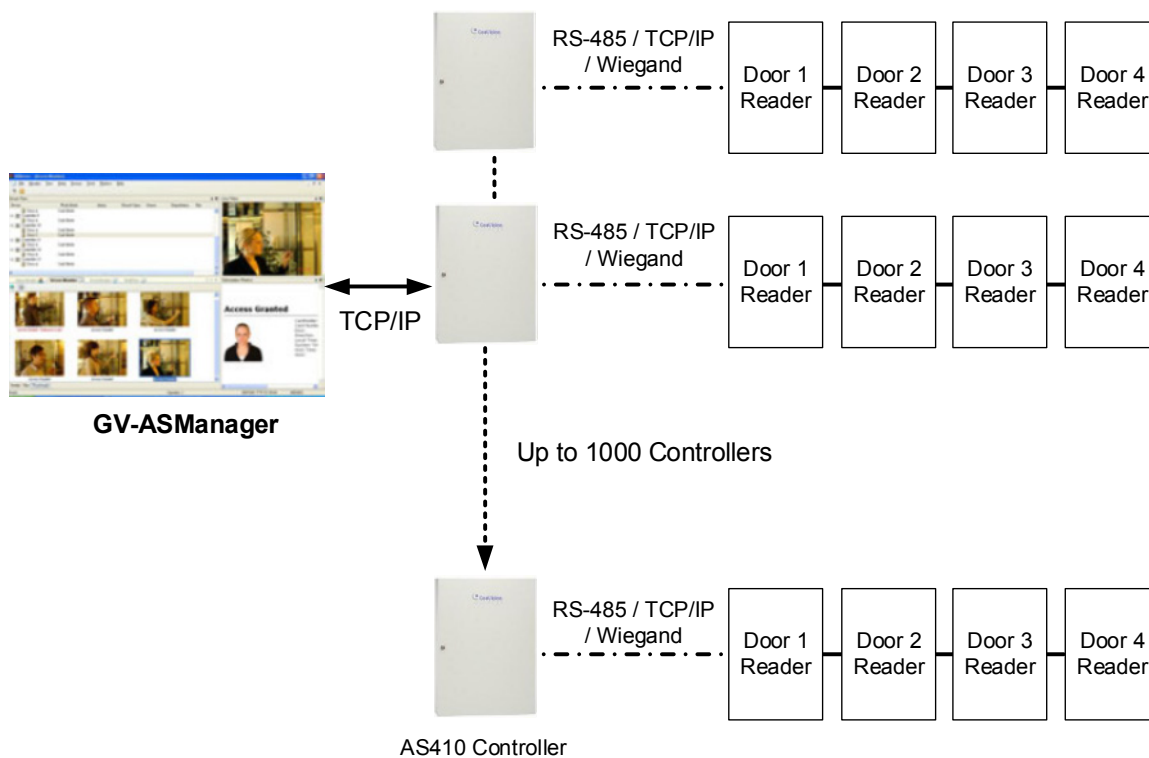 RS-485 / TCP/IP
/ Wiegand
Door 1
Reader
Door 2
Reader
Door 3
Reader
Door 4
Reader
RS-485 / TCP/IP
/ Wiegand
Door 1
Reader
Door 2
Reader
Door 3
Reader
Door 4
Reader
Access Granted
TCP/IP
GV-ASManager
Up to 1000 Controllers
RS-485 / TCP/IP
/ Wiegand
Door 1
Reader
Door 2
Reader
Door 3
Reader
Door 4
Reader
AS410 Controller